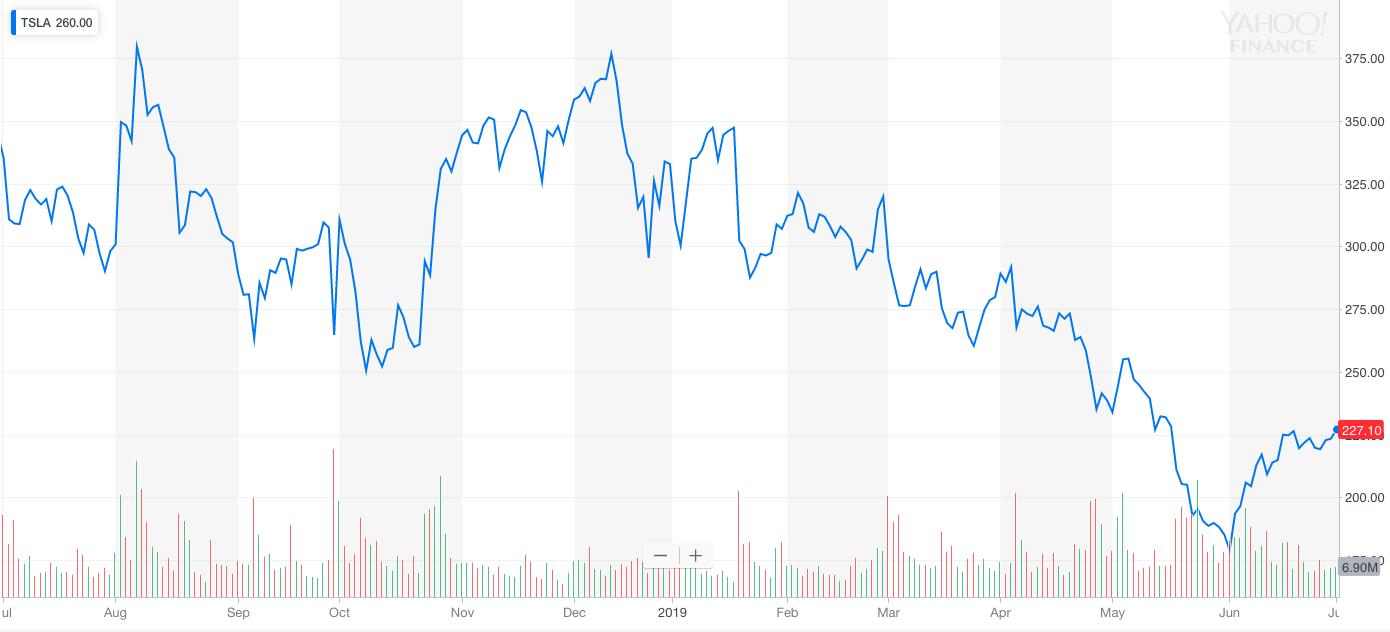 TSLA 260.00
YAHOO!
FINANCE
375.00
350.00
325.00
300.00
275.00
250.00
227.10
200.00
6.90M
ul Aug Sep Oct Nov Dec 2019 Feb Mar Apr May Jun Ju